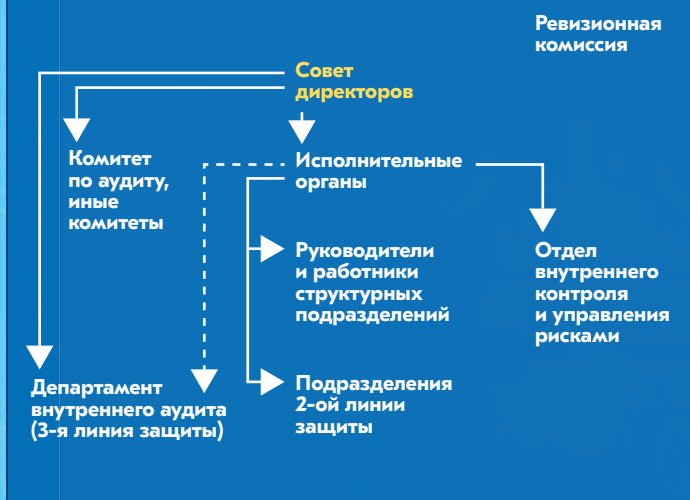 Ревизионная
комиссия
Совет
директоров
Комитет
по аудиту,
иные
комитеты
Исполнительные
органы
Руководители
и работники
структурных
подразделений
Отдел
внутреннего
контроля
и управления
рисками
Департамент
внутреннего аудита
(3-я линия защиты)
Подразделения
2-ой линии
защиты